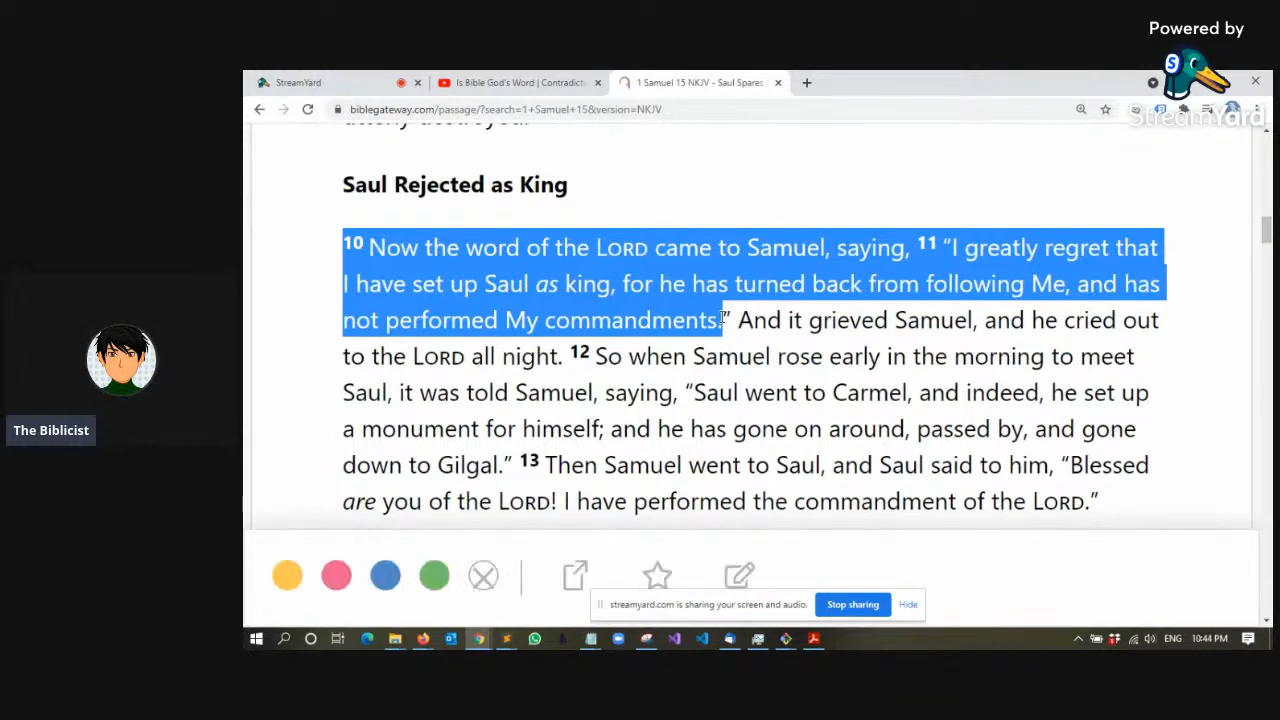 Powered by
StreamYard
StreamYard
Is Bible God's Word | Contradict
1 Samuel 15 NKJV - Saul Spares
biblegateway.com/passage/?search=1+Samuel+15&version=NKJV
utterly destroyed.
Saul Rejected as King
10 Now the word of the LORD came to Samuel, saying, 11 “I greatly regret that
I have set up Saul as king, for he has turned back from following Me, and has
not performed My commandments.” And it grieved Samuel, and he cried out
to the LORD all night. 12 So when Samuel rose early in the morning to meet
Saul, it was told Samuel, saying, “Saul went to Carmel, and indeed, he set up
a monument for himself; and he has gone on around, passed by, and gone
down to Gilgal.” 13 Then Samuel went to Saul, and Saul said to him, “Blessed
are you of the LORD! I have performed the commandment of the LORD.”
The Biblicist
streamyard.com is sharing your screen and audio.
Stop sharing
Hide
ENG
10:44 PM